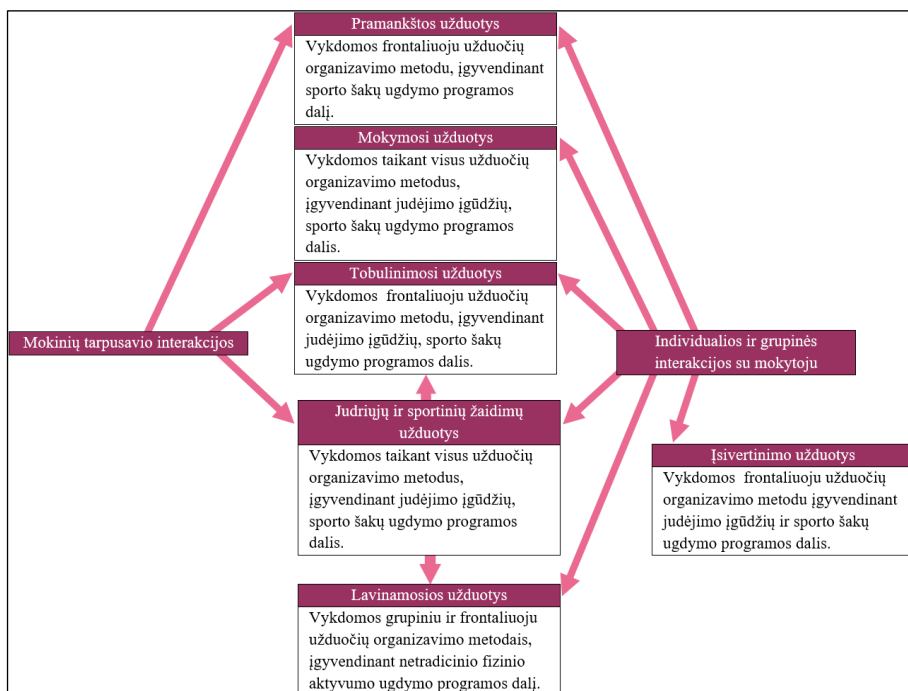 Pramankštos užduotys
Vykdomos frontaliuoju užduočių
organizavimo metodu, įgyvendinant
sporto šakų ugdymo programos
dalį.
Mokymosi užduotys
Vykdomos taikant visus užduočių
organizavimo metodus,
įgyvendinant judėjimo įgūdžių,
sporto šakų ugdymo programos
dalis.
Tobulinimosi užduotys
Vykdomos frontaliuoju užduočių
organizavimo metodu, įgyvendinant
judėjimo įgūdžių, sporto šakų
ugdymo programos dalis.
Mokinių tarpusavio interakcijos
Individualios ir grupinės
interakcijos su mokytoju
Judriųjų ir sportinių žaidimų
užduotys
Vykdomos taikant visus užduočių
organizavimo metodus,
įgyvendinant judėjimo įgūdžių,
sporto šakų ugdymo programos
dalis.
Įsivertinimo užduotys
Vykdomos frontaliuoju užduočių
organizavimo metodu įgyvendinant
judėjimo įgūdžių ir sporto šakų
ugdymo programos dalis.
Lavinamosios užduotys
Vykdomos grupiniu ir frontaliuoju
užduočių organizavimo metodais,
įgyvendinant netradicinio fizinio
aktyvumo ugdymo programos dalį.